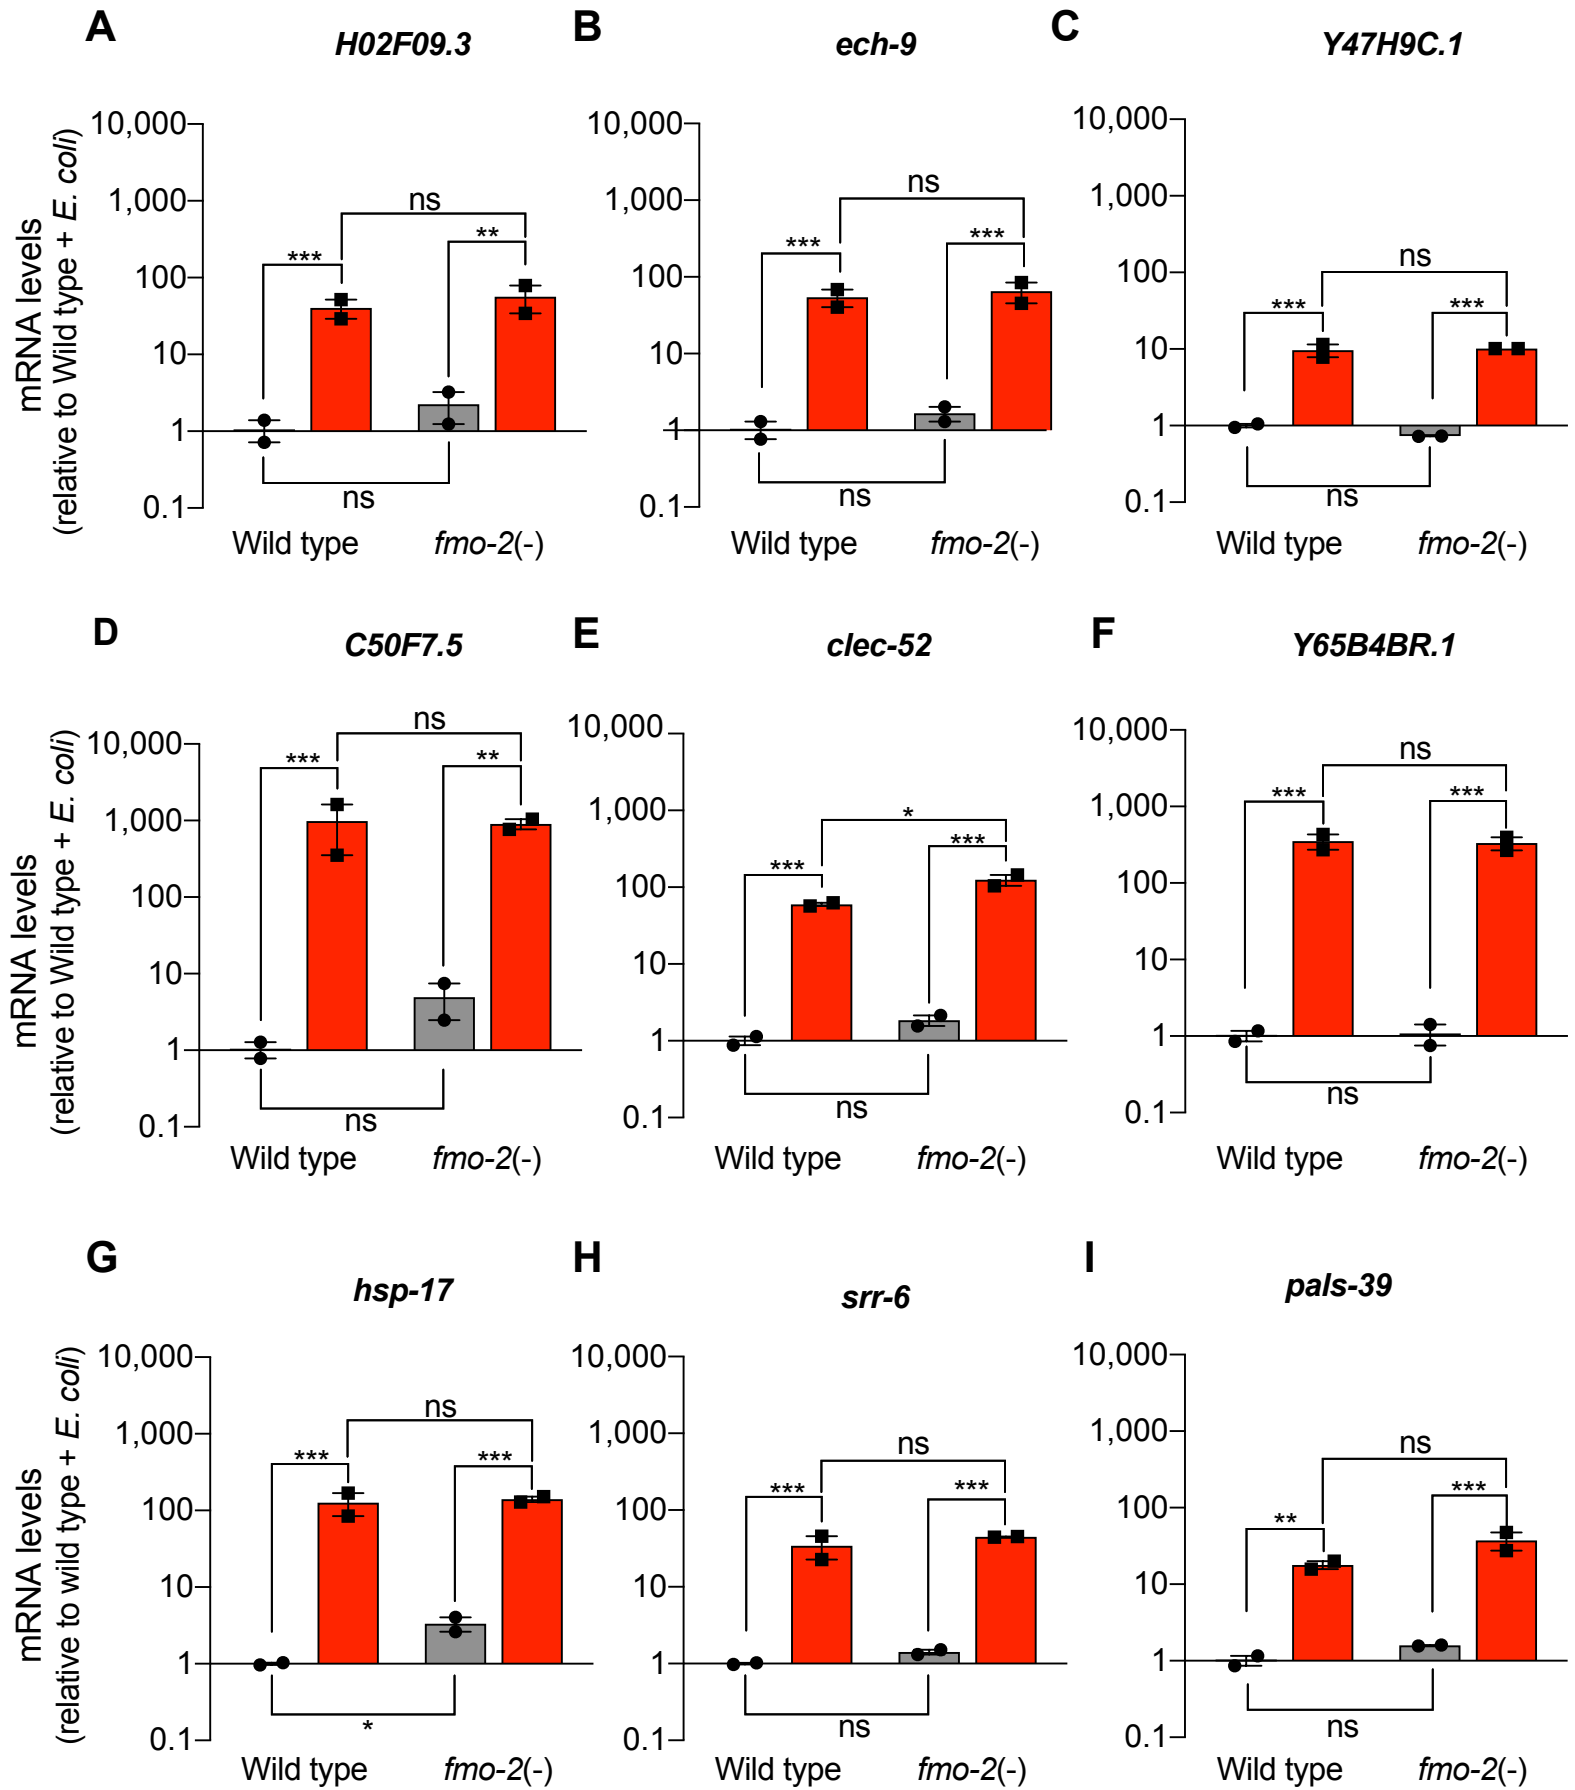 A H02F09.3
mRNA levels
(relative to Wild type + E. coli)
10,000
1,000
100
10
1
0.1
***
ns
**
ns
Wild type fmo-2(-)
B ech-9
10,000
1,000
100
10
1
0.1
***
ns
***
ns
Wild type fmo-2(-)
C Y47H9C.1
10,000
1,000
100
10
1
0.1
***
ns
***
ns
Wild type fmo-2(-)
D C50F7.5
mRNA levels
(relative to Wild type + E. coli)
10,000
1,000
100
10
1
0.1
***
ns
**
ns
Wild type fmo-2(-)
E clec-52
10,000
1,000
100
10
1
0.1
***
*
***
ns
Wild type fmo-2(-)
F Y65B4BR.1
10,000
1,000
100
10
1
0.1
***
ns
***
ns
Wild type fmo-2(-)
G hsp-17
mRNA levels
(relative to wild type + E. coli)
10,000
1,000
100
10
1
0.1
***
ns
***
*
Wild type fmo-2(-)
H srr-6
10,000
1,000
100
10
1
0.1
***
ns
***
ns
Wild type fmo-2(-)
I pals-39
10,000
1,000
100
10
1
0.1
**
ns
***
ns
Wild type fmo-2(-)